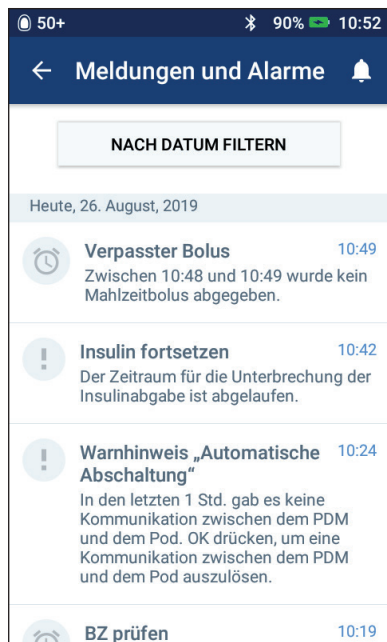 50+ 90% 10:52
Meldungen und Alarme
NACH DATUM FILTERN
Heute, 26. August, 2019
Verpasster Bolus 10:49
Zwischen 10:48 und 10:49 wurde kein
Mahlzeitbolus abgegeben.
Insulin fortsetzen 10:42
Der Zeitraum für die Unterbrechung der
Insulinabgabe ist abgelaufen.
Warnhinweis „Automatische 10:24
Abschaltung“
In den letzten 1 Std. gab es keine
Kommunikation zwischen dem PDM
und dem Pod. OK drücken, um eine
Kommunikation zwischen dem PDM
und dem Pod auszulösen.
BZ prüfen 10:19